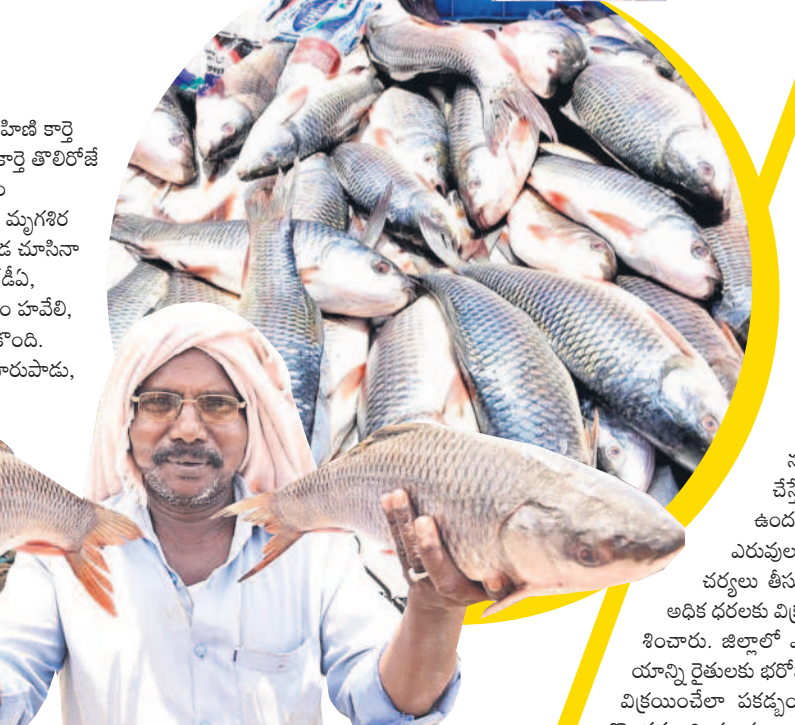 హిణి కార్తె
కార్తె తొలిరోజే
మృగశిర
డ చూసినా
డీఏ,
ం హవేలి,
కొంది.
ారుపాడు,
చేస్తే
ఉంద
ఎరువుల
చర్యలు తీసు
అధిక ధరలకు విక్ర
శించారు. జిల్లాలో
యాన్ని రైతులకు భరో
విక్రయించేలా పకడ్బం